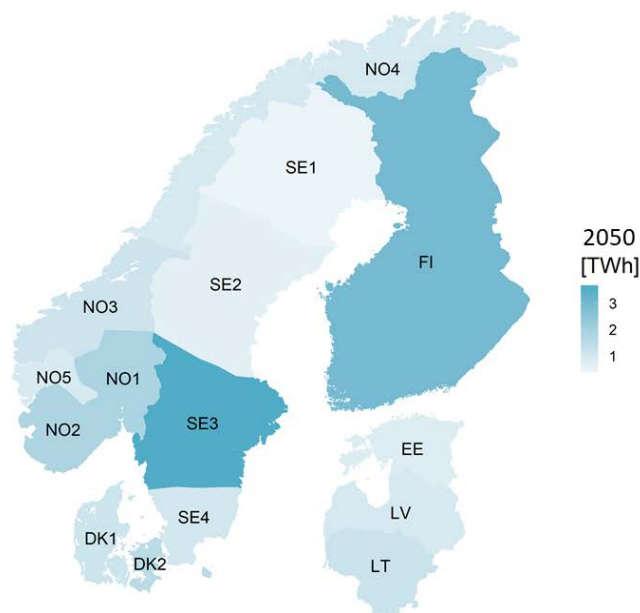 NO4
SE1
FI
2050
[TWh]
SE2
3
NO3
2
1
NO5
NO1
SE3
NO2
EE
SE4
LV
DK1
DK2
LT